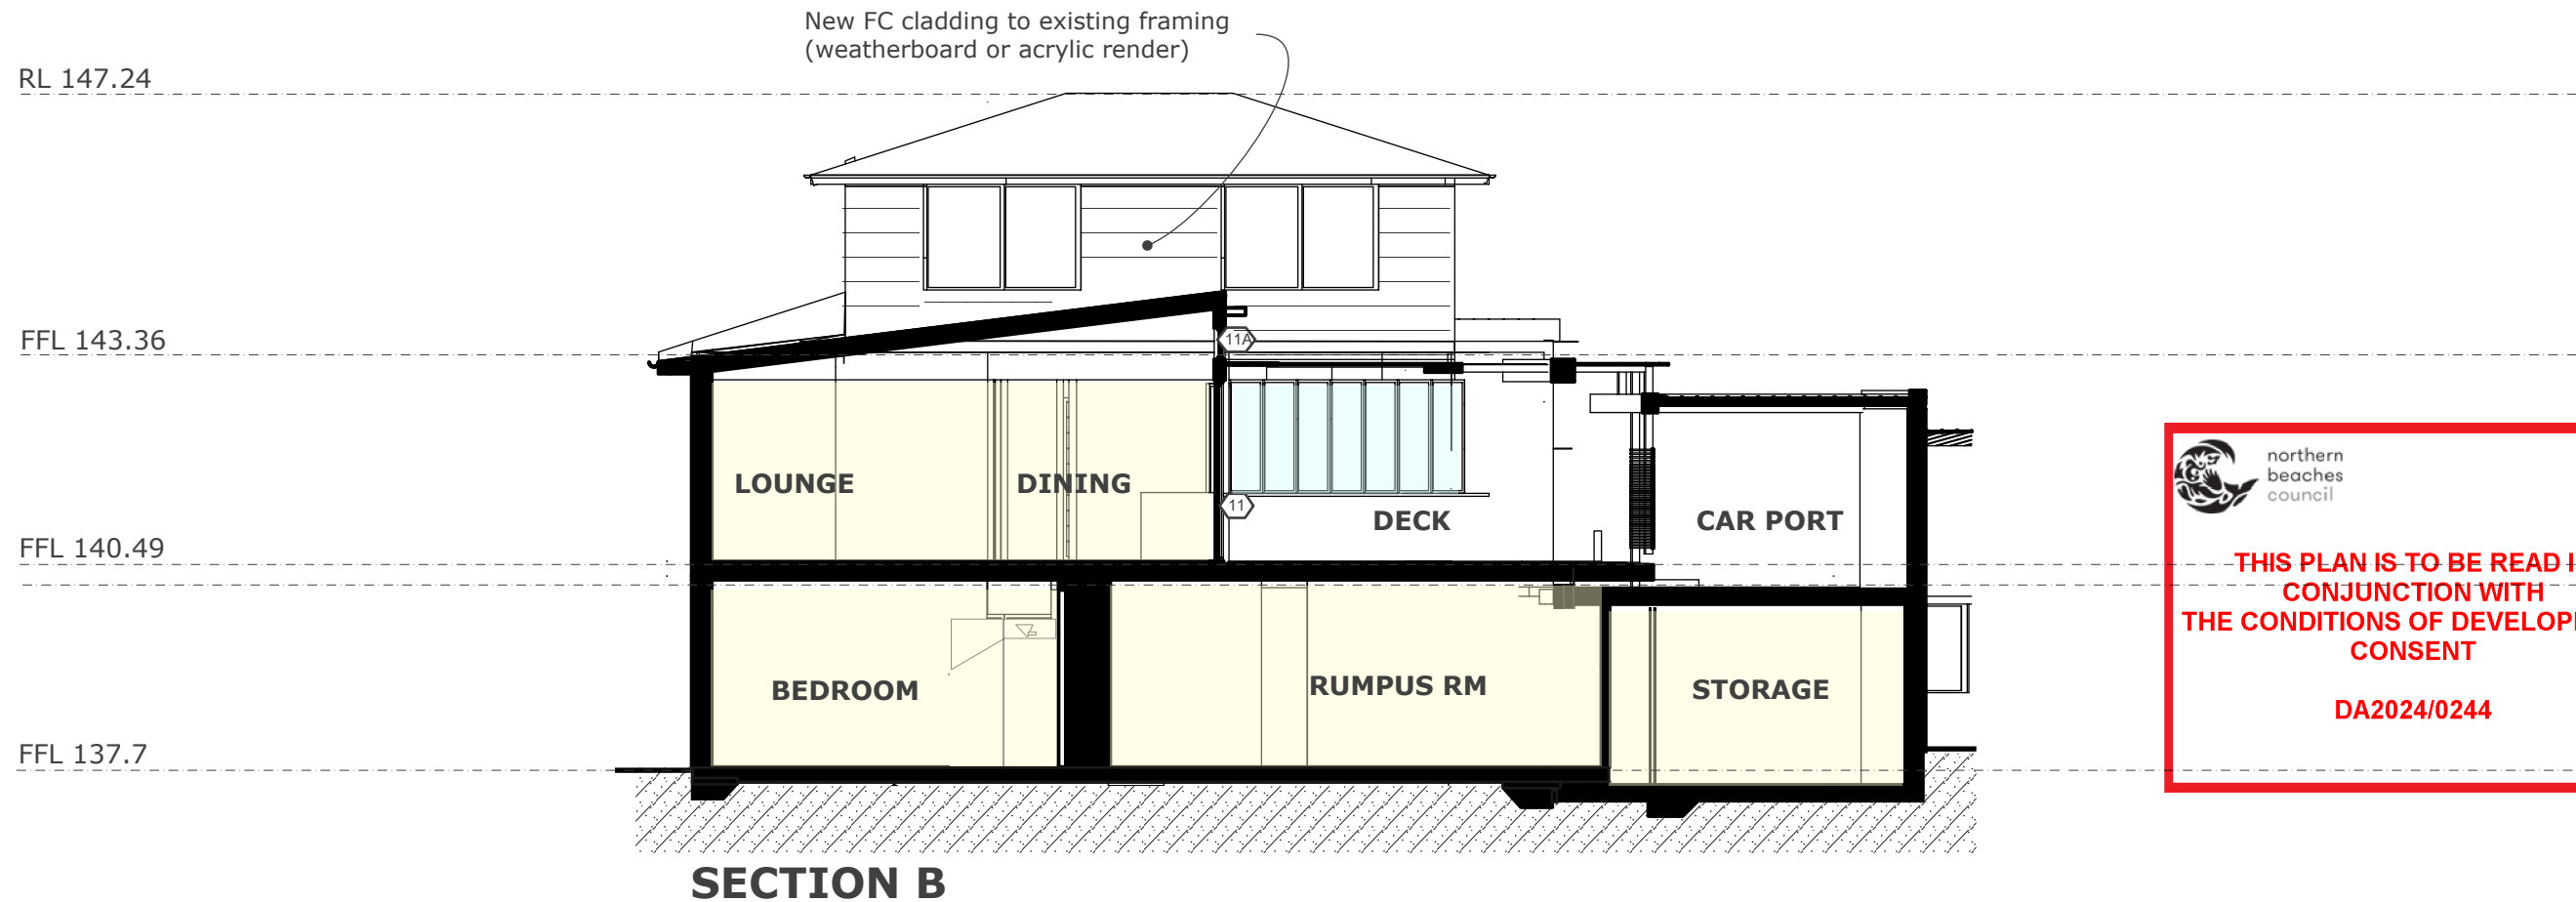 New FC cladding to existing framing
(weatherboard or acrylic render)
RL 147.24
FFL 143.36
11A
LOUNGE
DINING
11
DECK
CAR PORT
FFL 140.49
BEDROOM
RUMPUS RM
STORAGE
FFL 137.7
SECTION B
northern
beaches
council
THIS PLAN IS TO BE READ I
CONJUNCTION WITH
THE CONDITIONS OF DEVELOP
CONSENT
DA2024/0244